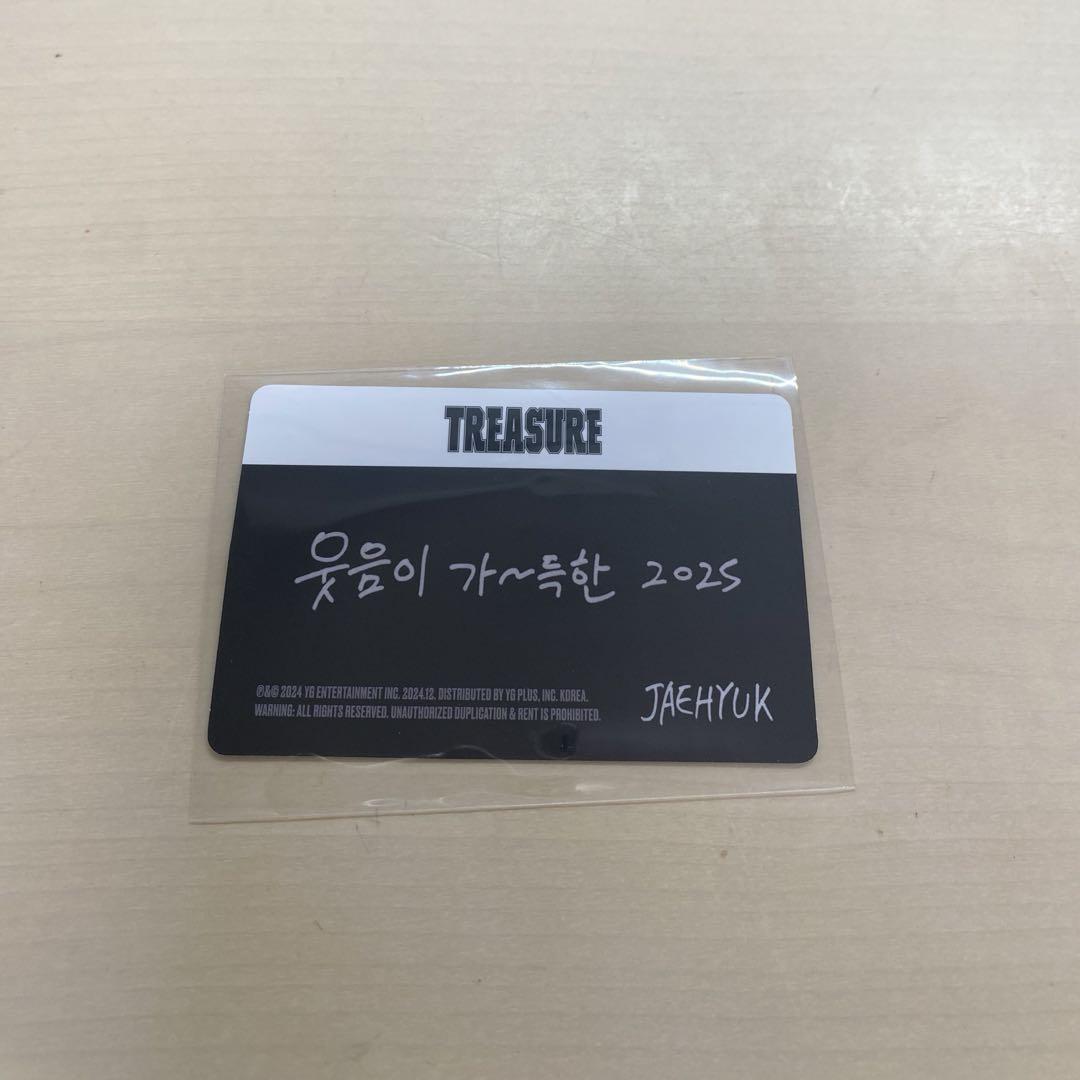 TREASURE
웃음이 가~득한 2025
℗&© 2024 YG ENTERTAINMENT INC. 2024.12. DISTRIBUTED BY YG PLUS, INC. KOREA.
WARNING: ALL RIGHTS RESERVED. UNAUTHORIZED DUPLICATION & RENT IS PROHIBITED.
JAEHYUK